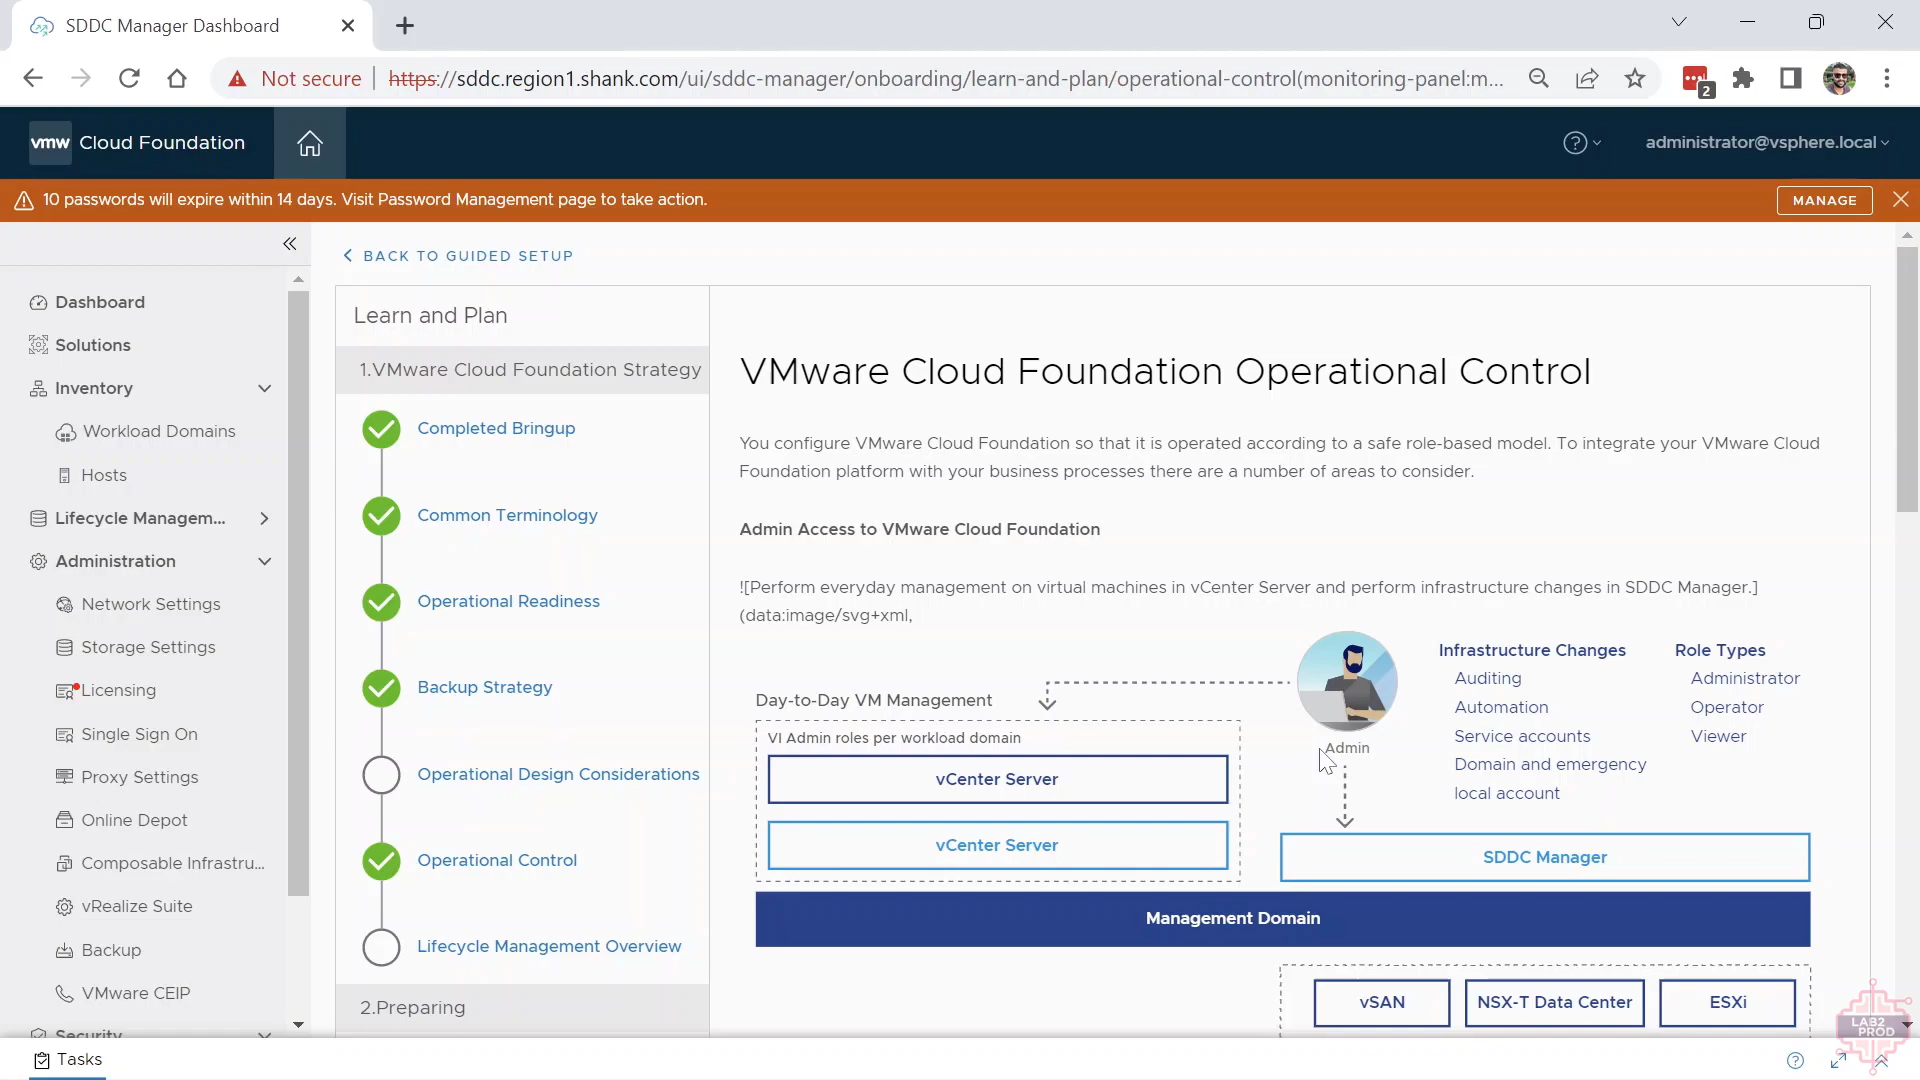 SDDC Manager Dashboard
Not secure
https://sddc.region1.shank.com/ui/sddc-manager/onboarding/learn-and-plan/operational-control(monitoring-panel:m...
2
vmw Cloud Foundation
administrator@vsphere.local
10 passwords will expire within 14 days. Visit Password Management page to take action.
MANAGE
Dashboard
Solutions
Inventory
Workload Domains
Hosts
Lifecycle Managem...
Administration
Network Settings
Storage Settings
Licensing
Single Sign On
Proxy Settings
Online Depot
Composable Infrastru...
vRealize Suite
Backup
VMware CEIP
Security
BACK TO GUIDED SETUP
Learn and Plan
1.VMware Cloud Foundation Strategy
Completed Bringup
Common Terminology
Operational Readiness
Backup Strategy
Operational Design Considerations
Operational Control
Lifecycle Management Overview
2.Preparing
VMware Cloud Foundation Operational Control
You configure VMware Cloud Foundation so that it is operated according to a safe role-based model. To integrate your VMware Cloud
Foundation platform with your business processes there are a number of areas to consider.
Admin Access to VMware Cloud Foundation
![Perform everyday management on virtual machines in vCenter Server and perform infrastructure changes in SDDC Manager.]
(data:image/svg+xml,
Day-to-Day VM Management
VI Admin roles per workload domain
vCenter Server
vCenter Server
Admin
Infrastructure Changes
Auditing
Automation
Service accounts
Domain and emergency
local account
Role Types
Administrator
Operator
Viewer
SDDC Manager
Management Domain
vSAN
NSX-T Data Center
ESXi
Tasks
LAB2
PROD